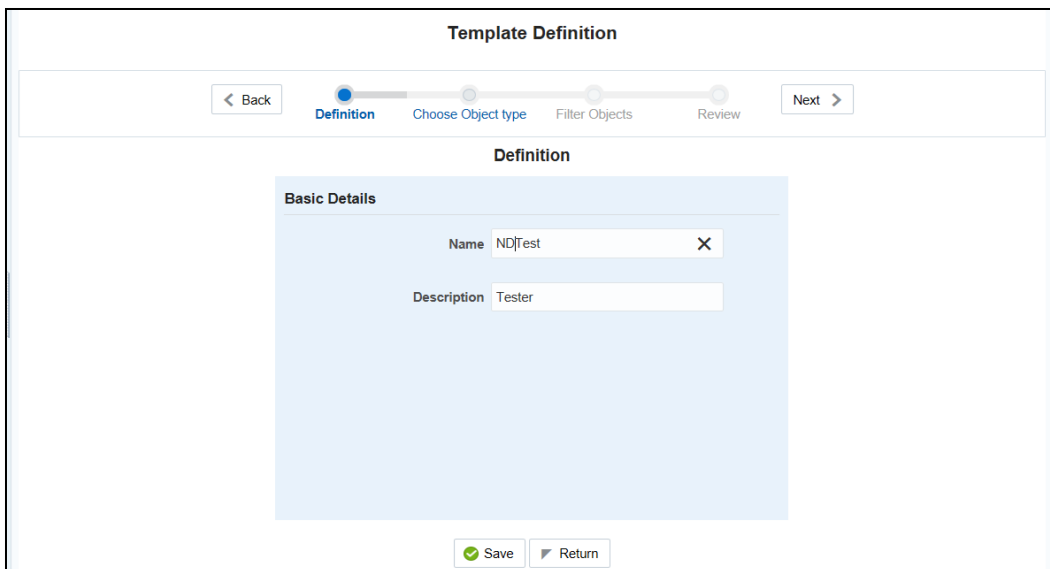 Template Definition
Back
Definition
Choose Object type
Filter Objects
Review
Next
Definition
Basic Details
Name NDTest
Description Tester
Save Return